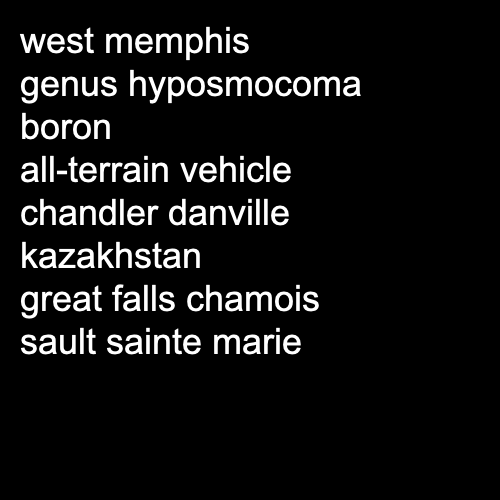 west memphis
genus hyposmocoma
boron
all-terrain vehicle
chandler danville
kazakhstan
great falls chamois
sault sainte marie